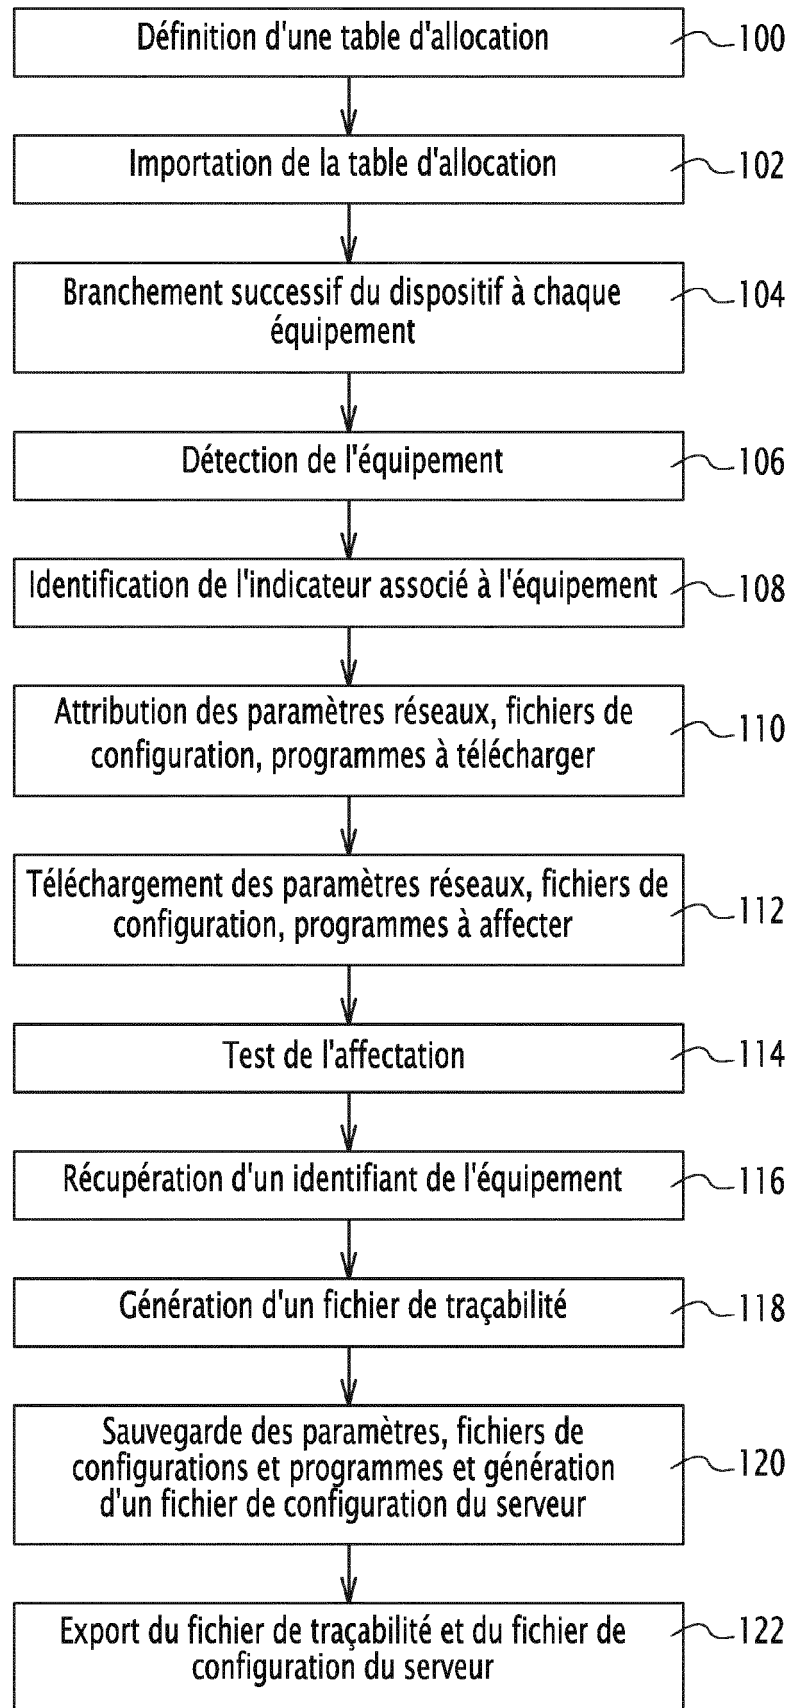 Définition d'une table d'allocation
100
Importation de la table d'allocation
102
Branchement successif du dispositif à chaque
équipement
104
Détection de l'équipement
106
Identification de l'indicateur associé à l'équipement
108
Attribution des paramètres réseaux, fichiers de
configuration, programmes à télécharger
110
Téléchargement des paramètres réseaux, fichiers de
configuration, programmes à affecter
112
Test de l'affectation
114
Récupération d'un identifiant de l'équipement
116
Génération d'un fichier de traçabilité
118
Sauvegarde des paramètres, fichiers de
configurations et programmes et génération
d'un fichier de configuration du serveur
120
Export du fichier de traçabilité et du fichier de
configuration du serveur
122